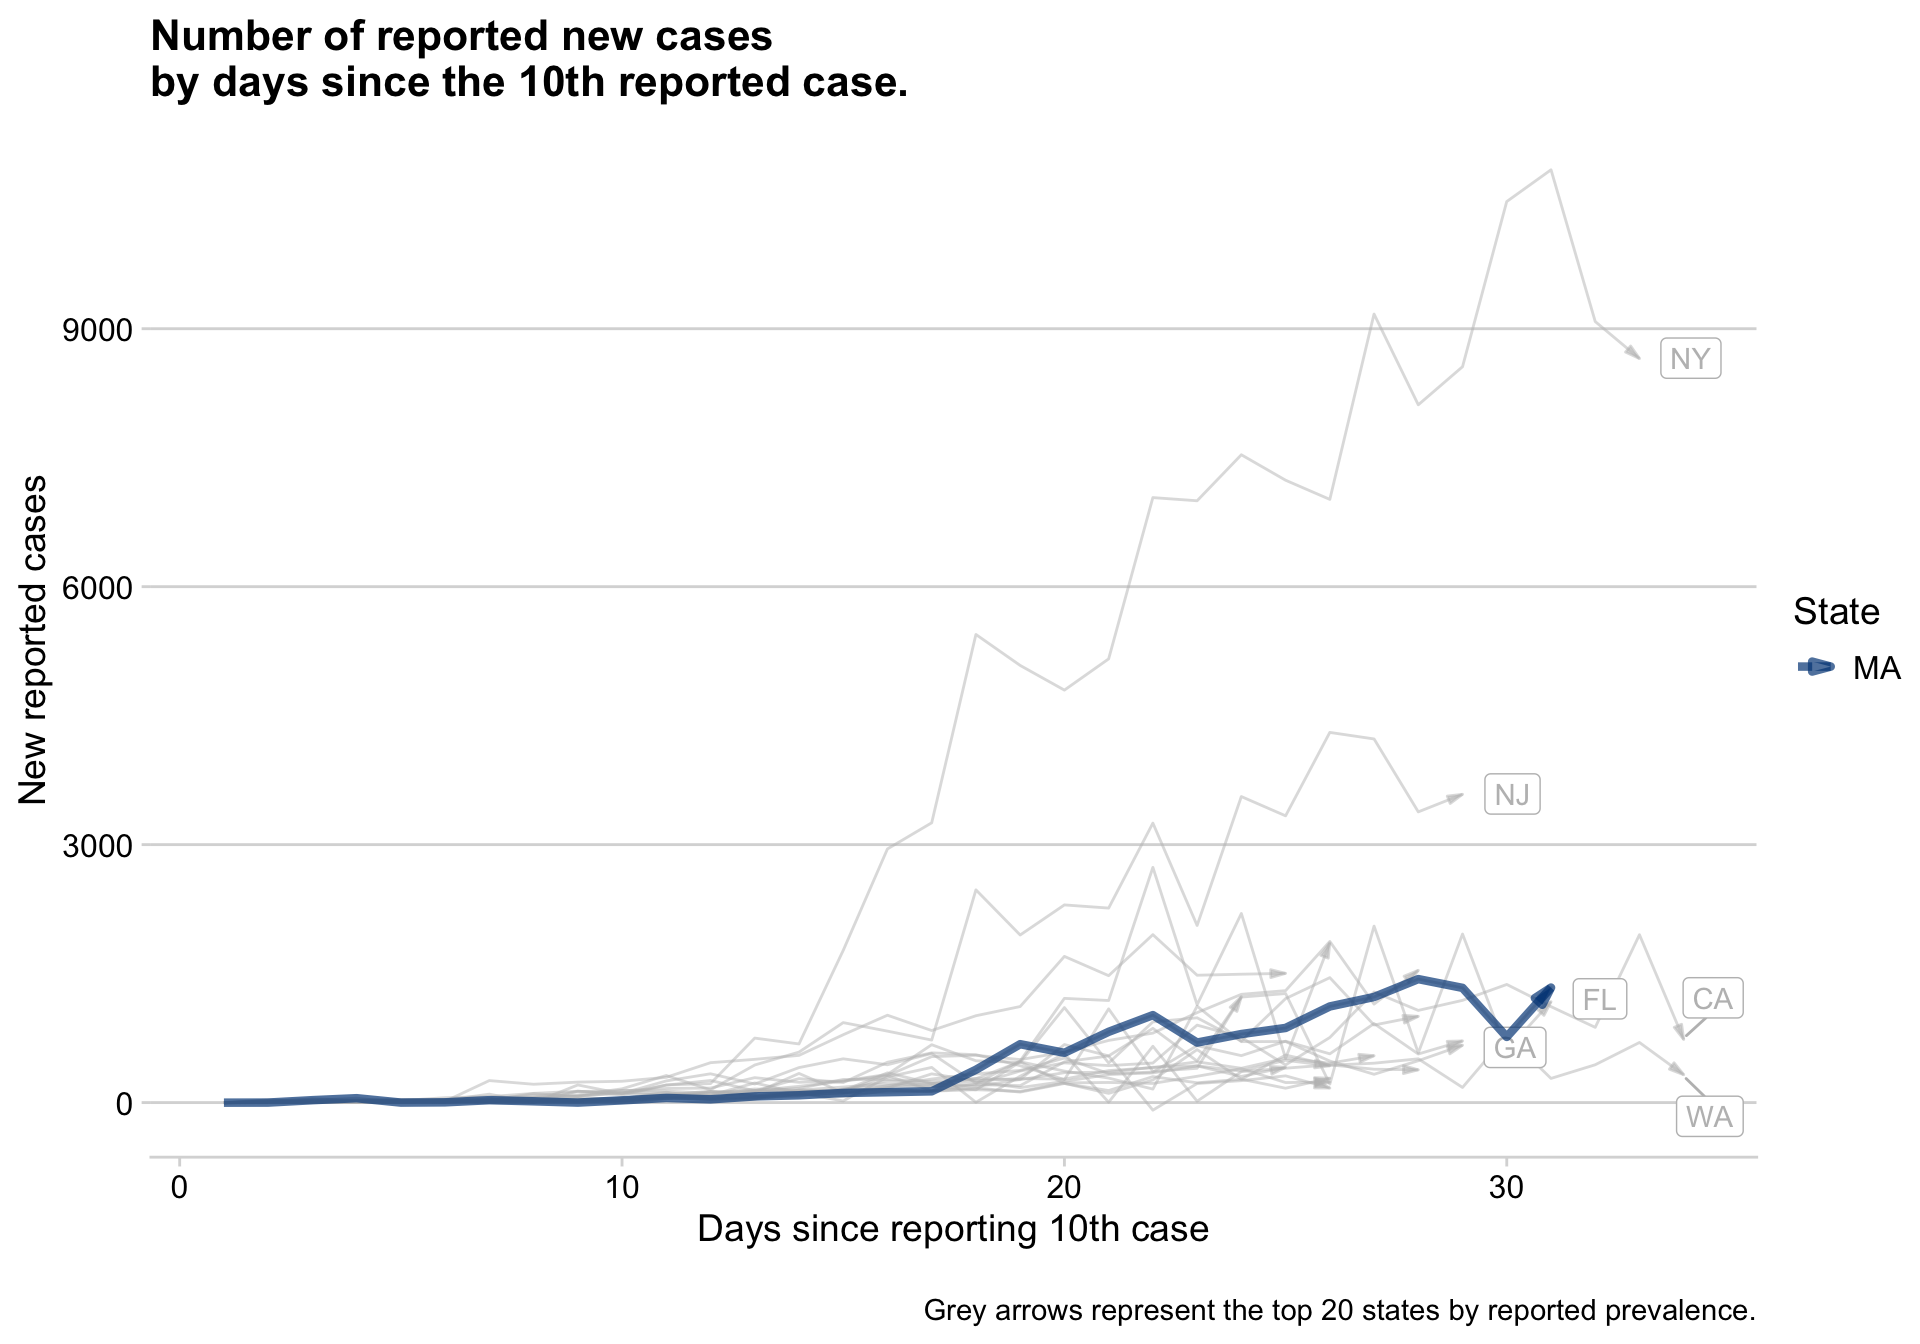 Number of reported new cases
by days since the 10th reported case.
New reported cases
9000
6000
3000
0
NY
NJ
FL
CA
GA
WA
State
MA
0
10
20
30
Days since reporting 10th case
Grey arrows represent the top 20 states by reported prevalence.